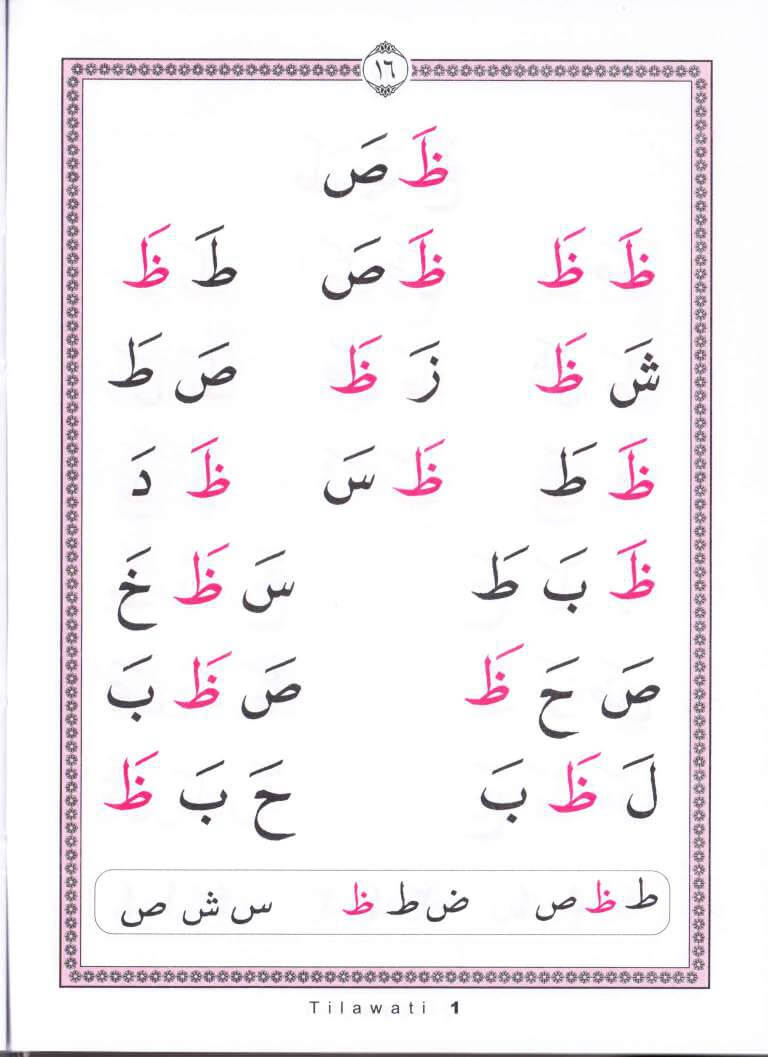 ١٦
ظَ صَ
ظَ ظَ ظَ صَ طَ ظَ
شَ ظَ زَ ظَ صَ طَ
ظَ طَ ظَ سَ ظَ دَ
ظَ بَ طَ سَ ظَ خَ
صَ حَ ظَ صَ ظَ بَ
لَ ظَ بَ حَ بَ ظَ
ط ظ ص ض ط ظ س ش ص
Tilawati 1